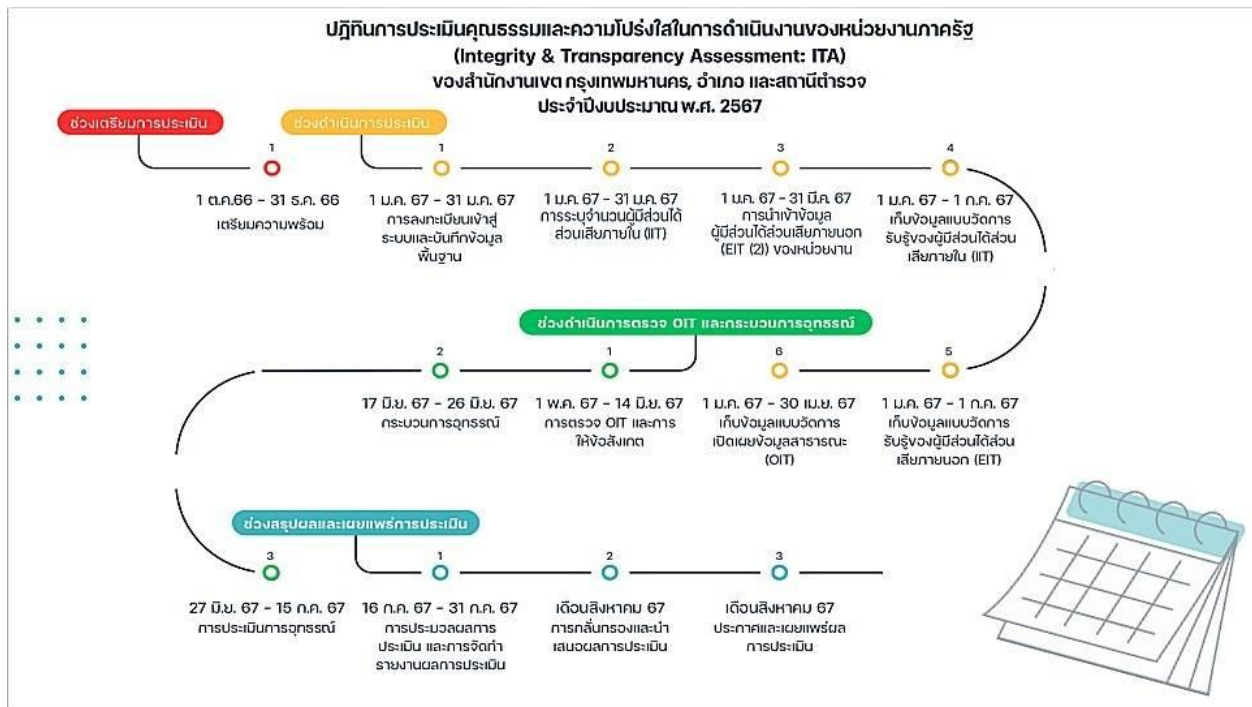 ปฏิทินการประเมินคุณธรรมและความโปร่งใสในการดำเนินงานของหน่วยงานภาครัฐ
(Integrity & Transparency Assessment: ITA)
ของสำนักงานเขต กรุงเทพมหานคร, อำเภอ และสถานีตำรวจ
ประจำปีงบประมาณ พ.ศ. 2567
ช่วงเตรียมการประเมิน
1
1 ต.ค.66 - 31 ธ.ค. 66
เตรียมความพร้อม
ช่วงดำเนินการประเมิน
1
1 ม.ค. 67 - 31 ม.ค. 67
การลงทะเบียนเข้าสู่
ระบบและบันทึกข้อมูล
พื้นฐาน
2
1 ม.ค. 67 - 31 ม.ค. 67
การระบุจำนวนผู้มีส่วนได้
ส่วนเสียภายใน (IIT)
3
1 ม.ค. 67 - 31 มี.ค. 67
การนำเข้าข้อมูล
ผู้มีส่วนได้ส่วนเสียภายนอก
(EIT (2)) ของหน่วยงาน
4
1 ม.ค. 67 - 1 ก.ค. 67
เก็บข้อมูลแบบวัดการ
รับรู้ของผู้มีส่วนได้ส่วน
เสียภายใน (IIT)
5
1 ม.ค. 67 - 1 ก.ค. 67
เก็บข้อมูลแบบวัดการ
รับรู้ของผู้มีส่วนได้ส่วน
เสียภายนอก (EIT)
6
1 ม.ค. 67 - 30 เม.ย. 67
เก็บข้อมูลแบบวัดการ
เปิดเผยข้อมูลสาธารณะ
(OIT)
ช่วงดำเนินการตรวจ OIT และกระบวนการอุทธรณ์
1
1 พ.ค. 67 - 14 มิ.ย. 67
การตรวจ OIT และการ
ให้ข้อสังเกต
2
17 มิ.ย. 67 - 26 มิ.ย. 67
กระบวนการอุทธรณ์
3
27 มิ.ย. 67 - 15 ก.ค. 67
การประเมินการอุทธรณ์
ช่วงสรุปผลและเผยแพร่การประเมิน
1
16 ก.ค. 67 - 31 ก.ค. 67
การประมวลผลการ
ประเมิน และการจัดทำ
รายงานผลการประเมิน
2
เดือนสิงหาคม 67
การกลั่นกรองและนำ
เสนอผลการประเมิน
3
เดือนสิงหาคม 67
ประกาศและเผยแพร่ผล
การประเมิน